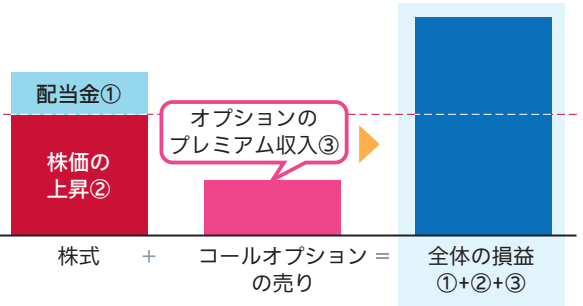 配当金①
株価の
上昇②
オプションの
プレミアム収入③
株式
+
コールオプション
の売り
=
全体の損益
①+②+③